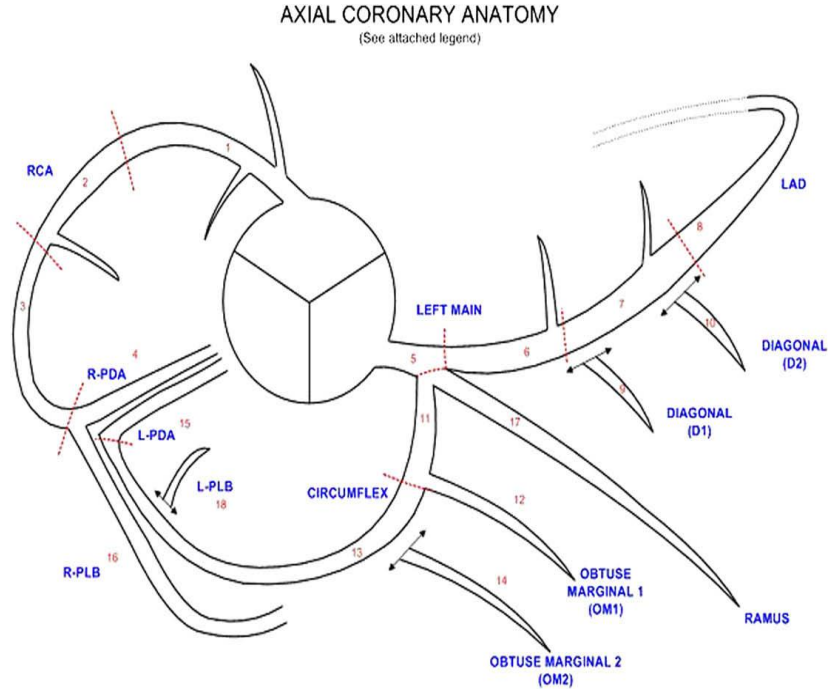 AXIAL CORONARY ANATOMY
(See attached legend)
1
RCA
2
LAD
8
3
7
LEFT MAIN
10
4
6
5
DIAGONAL
(D2)
R-PDA
9
DIAGONAL
(D1)
15
11
17
L-PDA
L-PLB
18
CIRCUMFLEX
12
13
16
R-PLB
14
OBTUSE
MARGINAL 1
(OM1)
RAMUS
OBTUSE MARGINAL 2
(OM2)